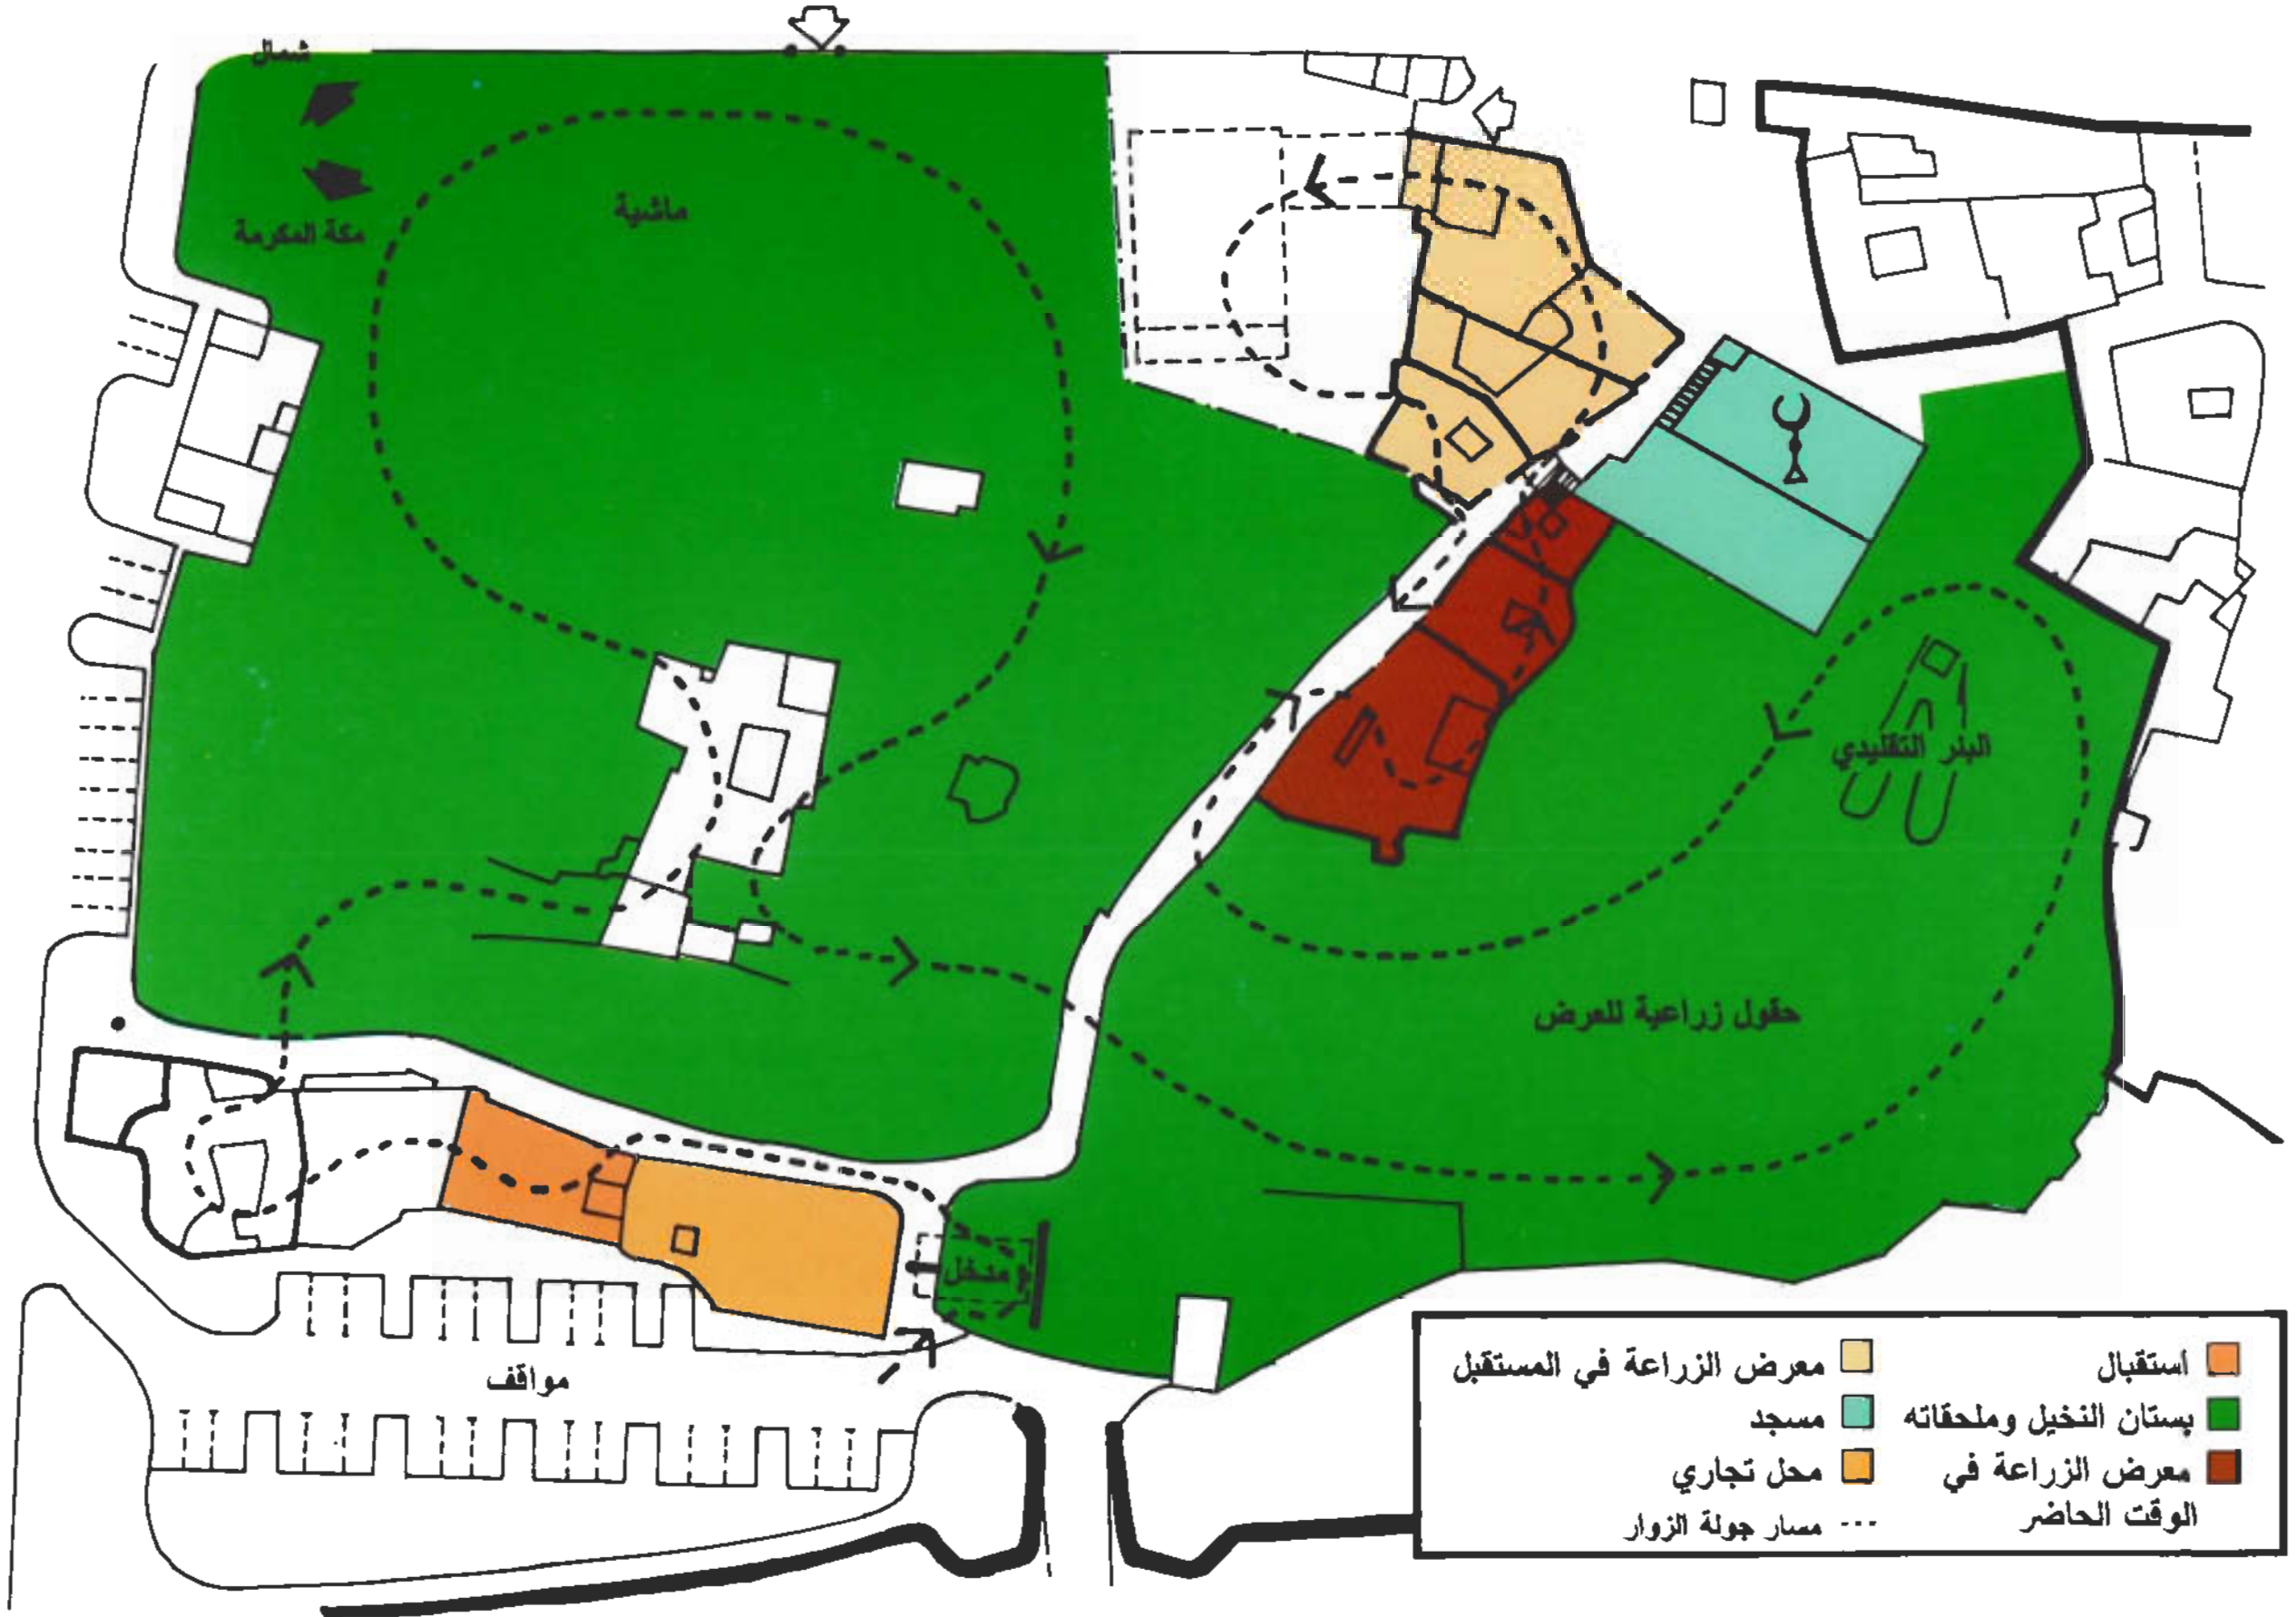 شمال
مكة المكرمة
ماشية
البئر التقليدي
حقول زراعية للعرض
مدخل
مواقف
استقبال
بستان النخيل وملحقاته
معرض الزراعة في
الوقت الحاضر
معرض الزراعة في المستقبل
مسجد
محل تجاري
مسار جولة الزوار